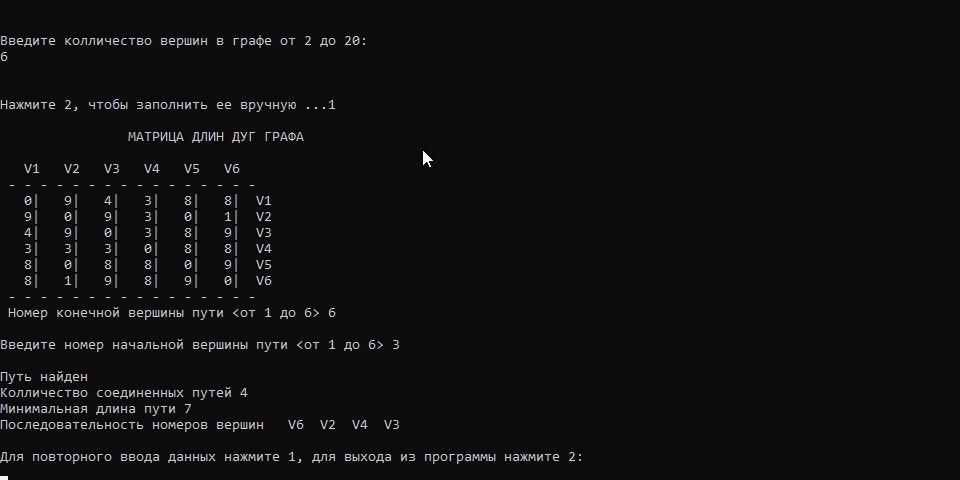 Введите колличество вершин в графе от 2 до 20:
6
Нажмите 2, чтобы заполнить ее вручную ...1
МАТРИЦА ДЛИН ДУГ ГРАФА
V1 V2 V3 V4 V5 V6
- - - - - - - - - - - - - - - -
0| 9| 4| 3| 8| 8| V1
9| 0| 9| 3| 0| 1| V2
4| 9| 0| 3| 8| 9| V3
3| 3| 3| 0| 8| 8| V4
8| 0| 8| 8| 0| 9| V5
8| 1| 9| 8| 9| 0| V6
- - - - - - - - - - - - - - - -
Номер конечной вершины пути <от 1 до 6> 6
Введите номер начальной вершины пути <от 1 до 6> 3
Путь найден
Колличество соединенных путей 4
Минимальная длина пути 7
Последовательность номеров вершин V6 V2 V4 V3
Для повторного ввода данных нажмите 1, для выхода из программы нажмите 2: